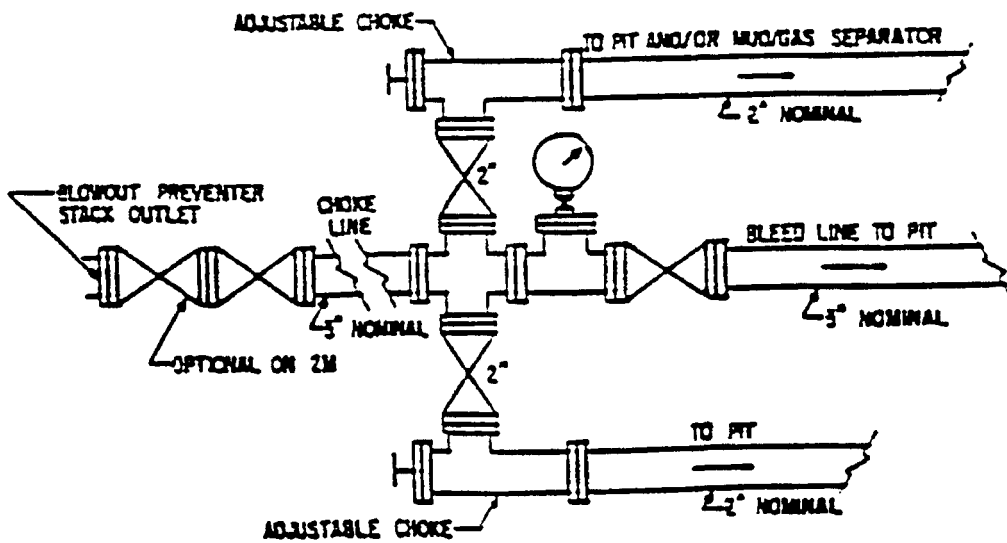 ADJUSTABLE CHOKE
TO PIT AND/OR MUD/GAS SEPARATOR
2" NOMINAL
2"
BLOWOUT PREVENTER
STACK OUTLET
CHOKE
LINE
BLEED LINE TO PIT
3" NOMINAL
3" NOMINAL
OPTIONAL ON 2M
2"
TO PIT
2" NOMINAL
ADJUSTABLE CHOKE